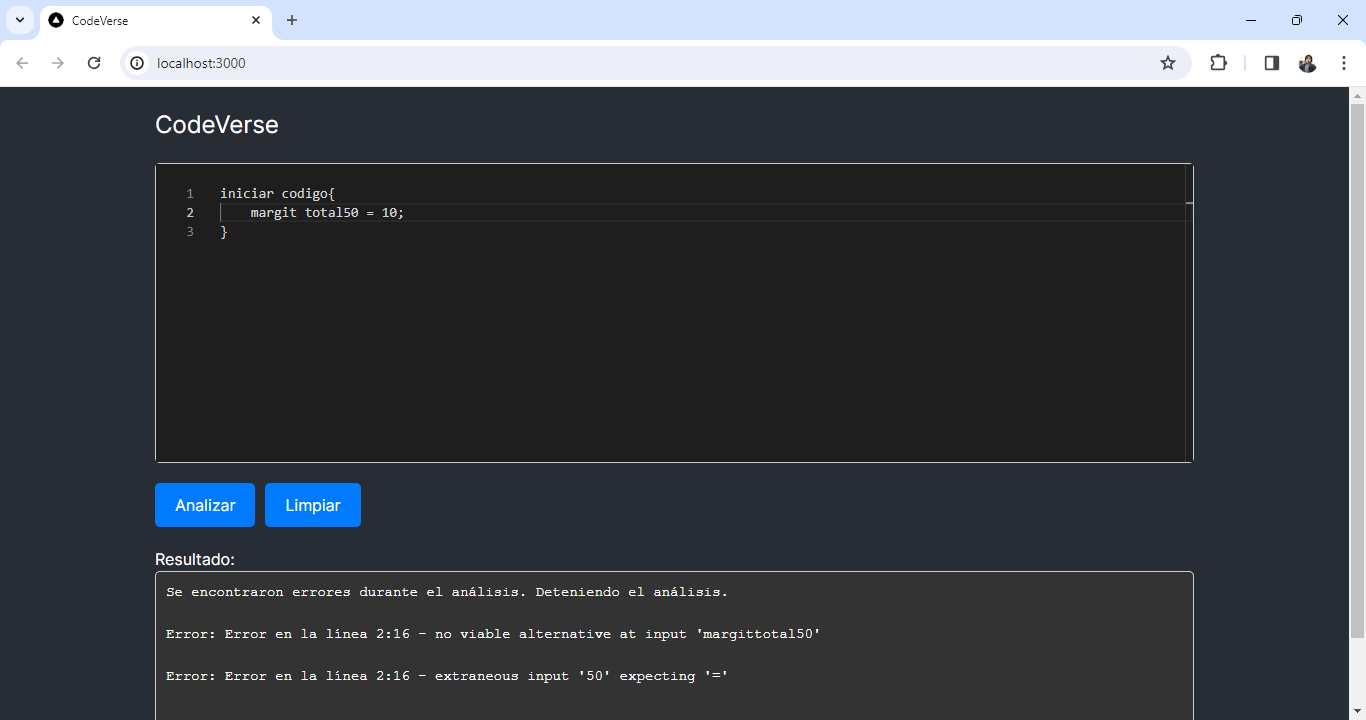 CodeVerse
localhost:3000
CodeVerse
1 iniciar codigo{
2 margit total50 = 10;
3 }
Analizar Limpiar
Resultado:
Se encontraron errores durante el análisis. Deteniendo el análisis.
Error: Error en la línea 2:16 - no viable alternative at input 'margittotal50'
Error: Error en la línea 2:16 - extraneous input '50' expecting '='